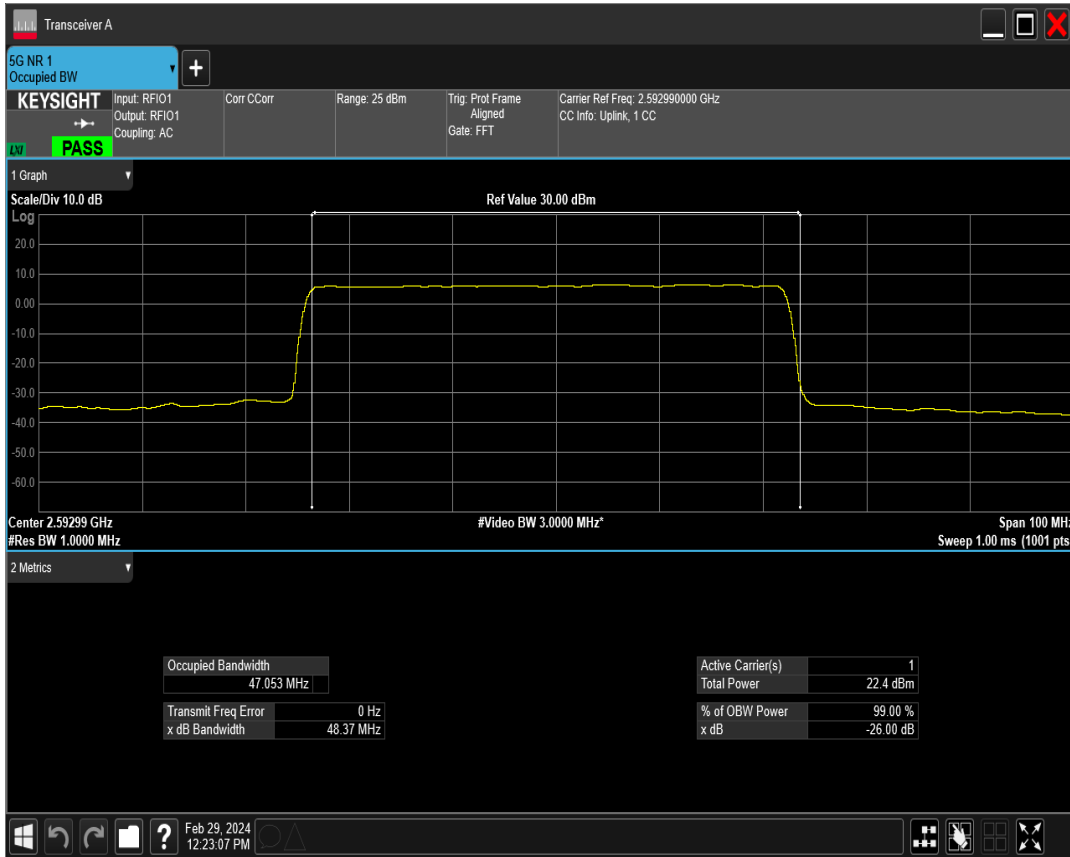 Transceiver A
5G NR 1
Occupied BW
KEYSIGHT
LXI
PASS
Input: RFIO1
Output: RFIO1
Coupling: AC
Corr CCorr
Range: 25 dBm
Trig: Prot Frame
Aligned
Gate: FFT
Carrier Ref Freq: 2.592990000 GHz
CC Info: Uplink, 1 CC
1 Graph
Scale/Div 10.0 dB
Ref Value 30.00 dBm
Log
20.0
10.0
0.00
-10.0
-20.0
-30.0
-40.0
-50.0
-60.0
Center 2.59299 GHz
#Video BW 3.0000 MHz*
Span 100 MHz
#Res BW 1.0000 MHz
Sweep 1.00 ms (1001 pts
2 Metrics
Occupied Bandwidth
47.053 MHz
Transmit Freq Error 0 Hz
x dB Bandwidth 48.37 MHz
Active Carrier(s) 1
Total Power 22.4 dBm
% of OBW Power 99.00 %
x dB -26.00 dB
?
Feb 29, 2024
12:23:07 PM